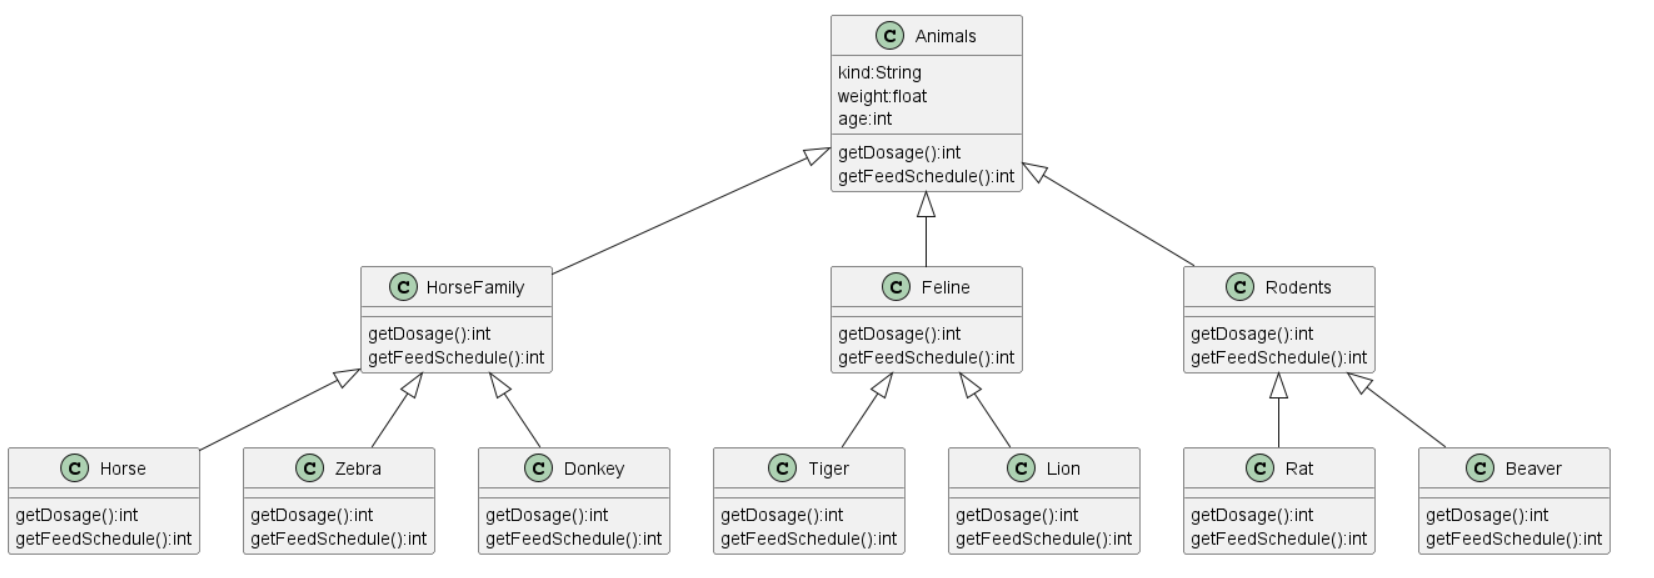 C Animals
kind:String
weight:float
age:int
getDosage():int
getFeedSchedule():int
C HorseFamily
getDosage():int
getFeedSchedule():int
C Feline
getDosage():int
getFeedSchedule():int
C Rodents
getDosage():int
getFeedSchedule():int
C Horse
getDosage():int
getFeedSchedule():int
C Zebra
getDosage():int
getFeedSchedule():int
C Donkey
getDosage():int
getFeedSchedule():int
C Tiger
getDosage():int
getFeedSchedule():int
C Lion
getDosage():int
getFeedSchedule():int
C Rat
getDosage():int
getFeedSchedule():int
C Beaver
getDosage():int
getFeedSchedule():int